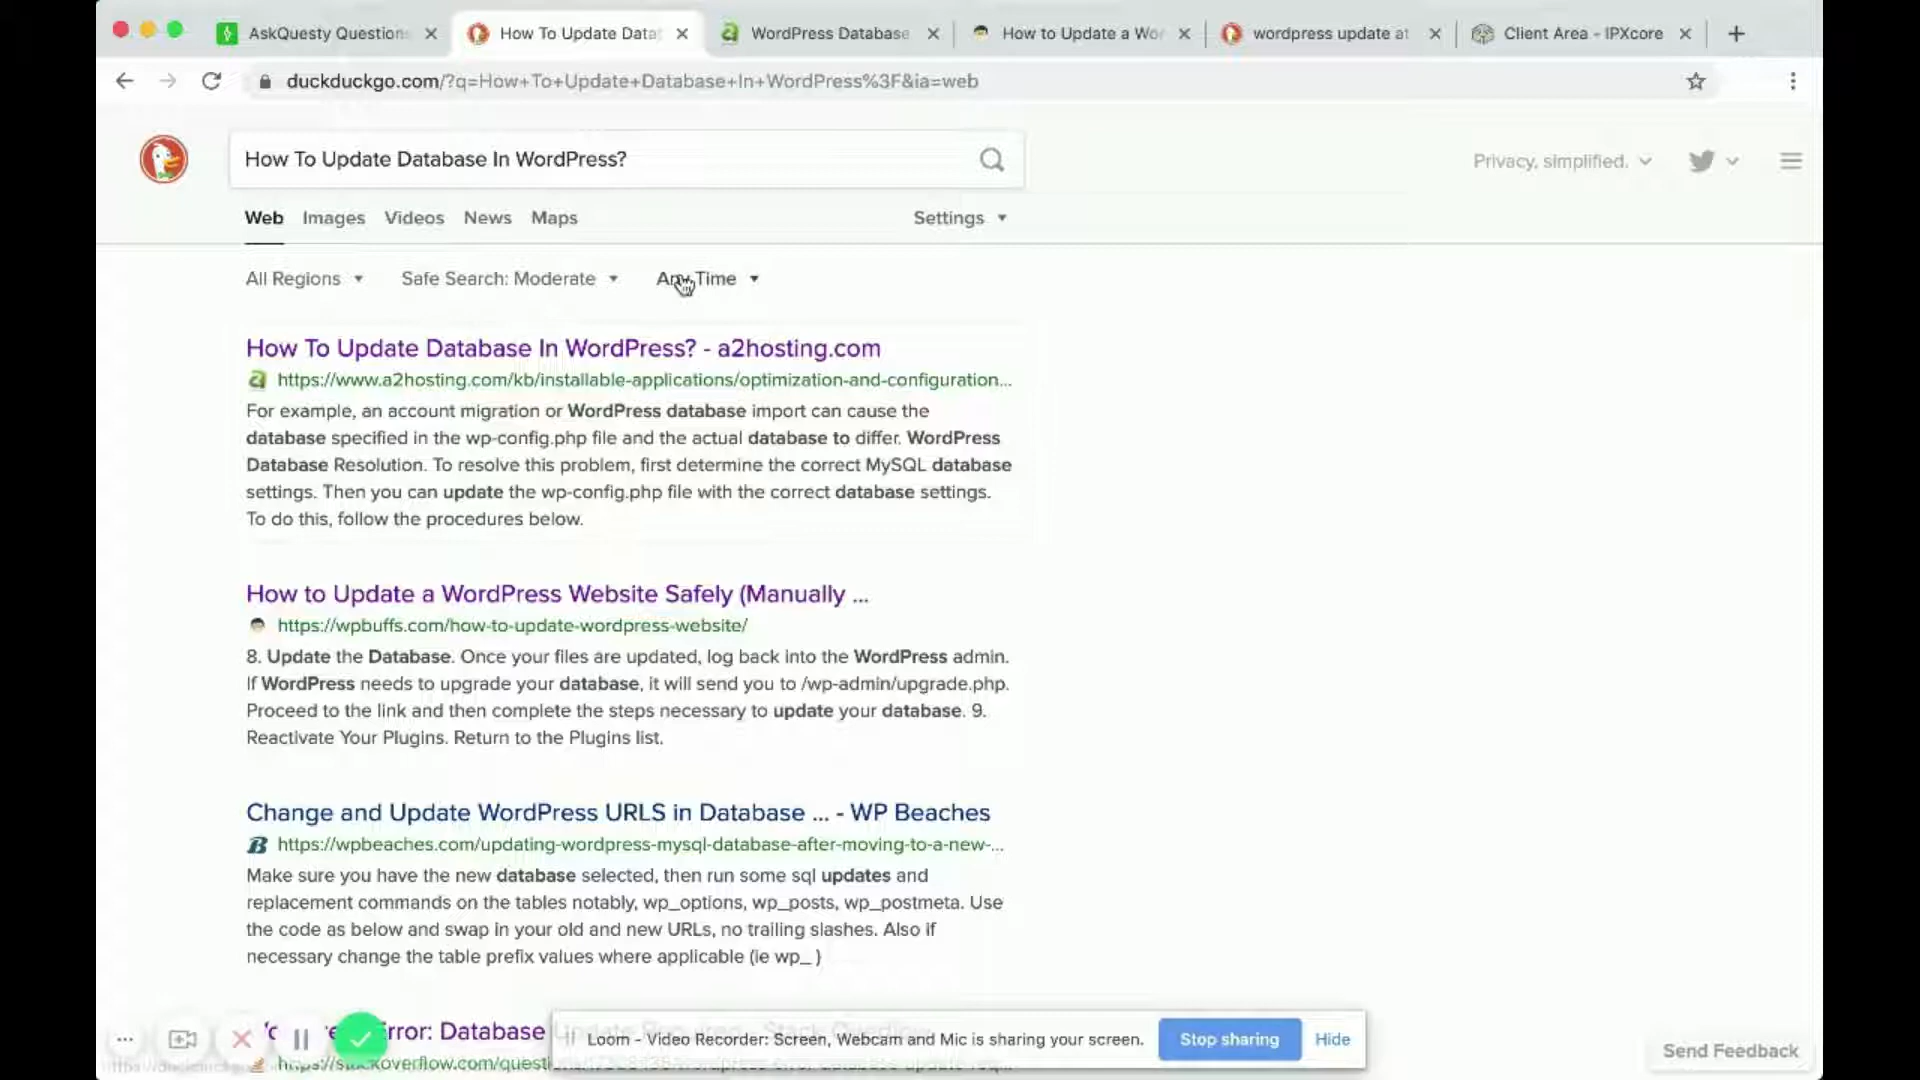 AskQuesty Question
How To Update Data
WordPress Database
How to Update a Wor
wordpress update at
Client Area - IPXcore
duckduckgo.com/?q=How+To+Update+Database+In+WordPress%3F&ia=web
How To Update Database In WordPress?
Privacy, simplified.
Web Images Videos News Maps Settings
All Regions Safe Search: Moderate Any Time
How To Update Database In WordPress? - a2hosting.com
https://www.a2hosting.com/kb/installable-applications/optimization-and-configuration...
For example, an account migration or WordPress database import can cause the
database specified in the wp-config.php file and the actual database to differ. WordPress
Database Resolution. To resolve this problem, first determine the correct MySQL database
settings. Then you can update the wp-config.php file with the correct database settings.
To do this, follow the procedures below.
How to Update a WordPress Website Safely (Manually ...
https://wpbuffs.com/how-to-update-wordpress-website/
8. Update the Database. Once your files are updated, log back into the WordPress admin.
If WordPress needs to upgrade your database, it will send you to /wp-admin/upgrade.php.
Proceed to the link and then complete the steps necessary to update your database. 9.
Reactivate Your Plugins. Return to the Plugins list.
Change and Update WordPress URLS in Database ... - WP Beaches
https://wpbeaches.com/updating-wordpress-mysql-database-after-moving-to-a-new-...
Make sure you have the new database selected, then run some sql updates and
replacement commands on the tables notably, wp_options, wp_posts, wp_postmeta. Use
the code as below and swap in your old and new URLs, no trailing slashes. Also if
necessary change the table prefix values where applicable (ie wp_ )
Error: Database
Loom - Video Recorder: Screen, Webcam and Mic is sharing your screen.
Stop sharing
Hide
Send Feedback